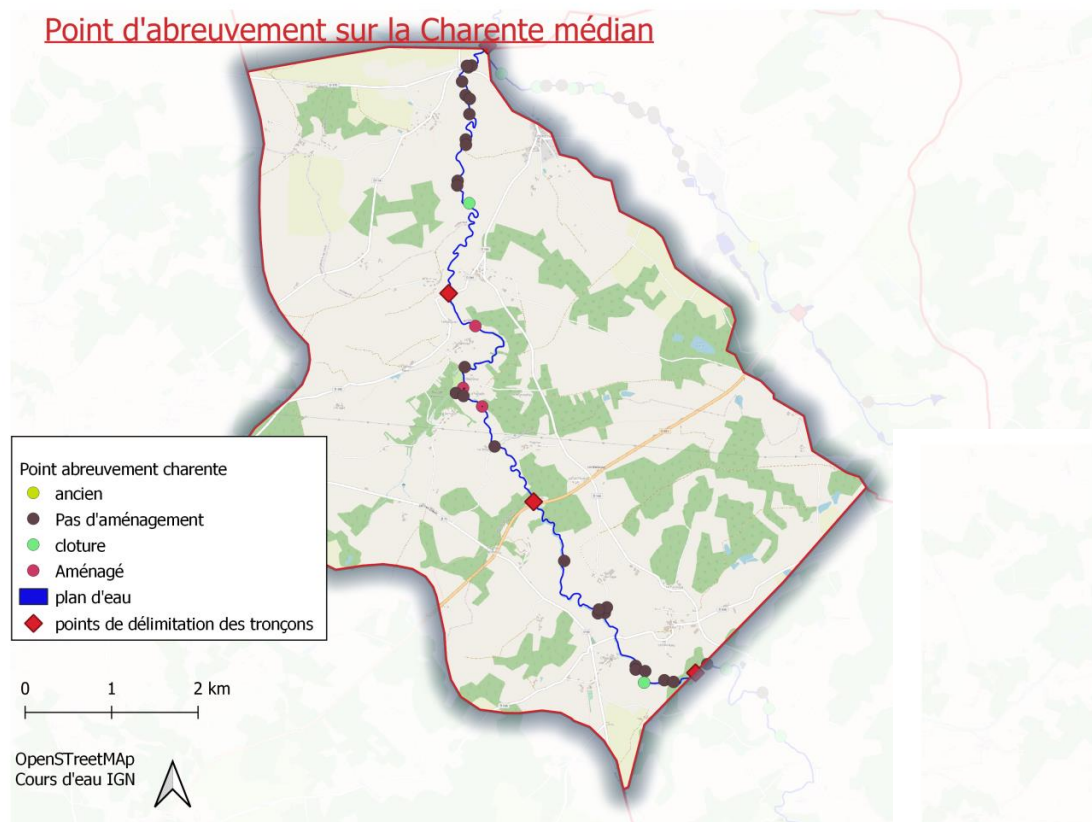 Point d'abreuvement sur la Charente médian
Point abreuvement charente
ancien
Pas d'aménagement
cloture
Aménagé
plan d'eau
points de délimitation des tronçons
0 1 2 km
OpenSTreetMAp
Cours d'eau IGN